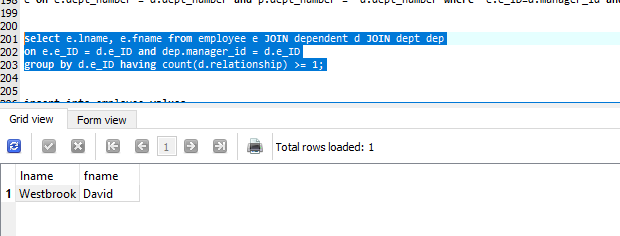 198 e on e.dept_number = d.dept_number and p.dept_number = d.dept_number where e.e_ID=d.manager_id and
199
200
201 select e.lname, e.fname from employee e JOIN dependent d JOIN dept dep
202 on e.e_ID = d.e_ID and dep.manager_id = d.e_ID
203 group by d.e_ID having count(d.relationship) >= 1;
204
205
206 insert into employee values
Grid view Form view
1 Total rows loaded: 1
lname fname
1 Westbrook David